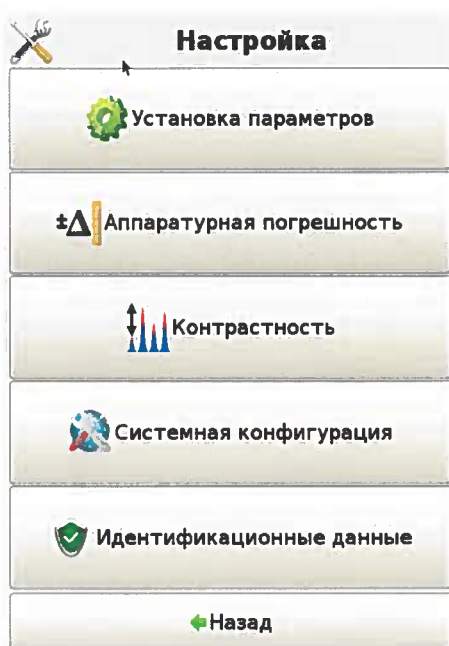 Настройка
Установка параметров
±Δ Аппаратурная погрешность
Контрастность
Системная конфигурация
Идентификационные данные
Назад